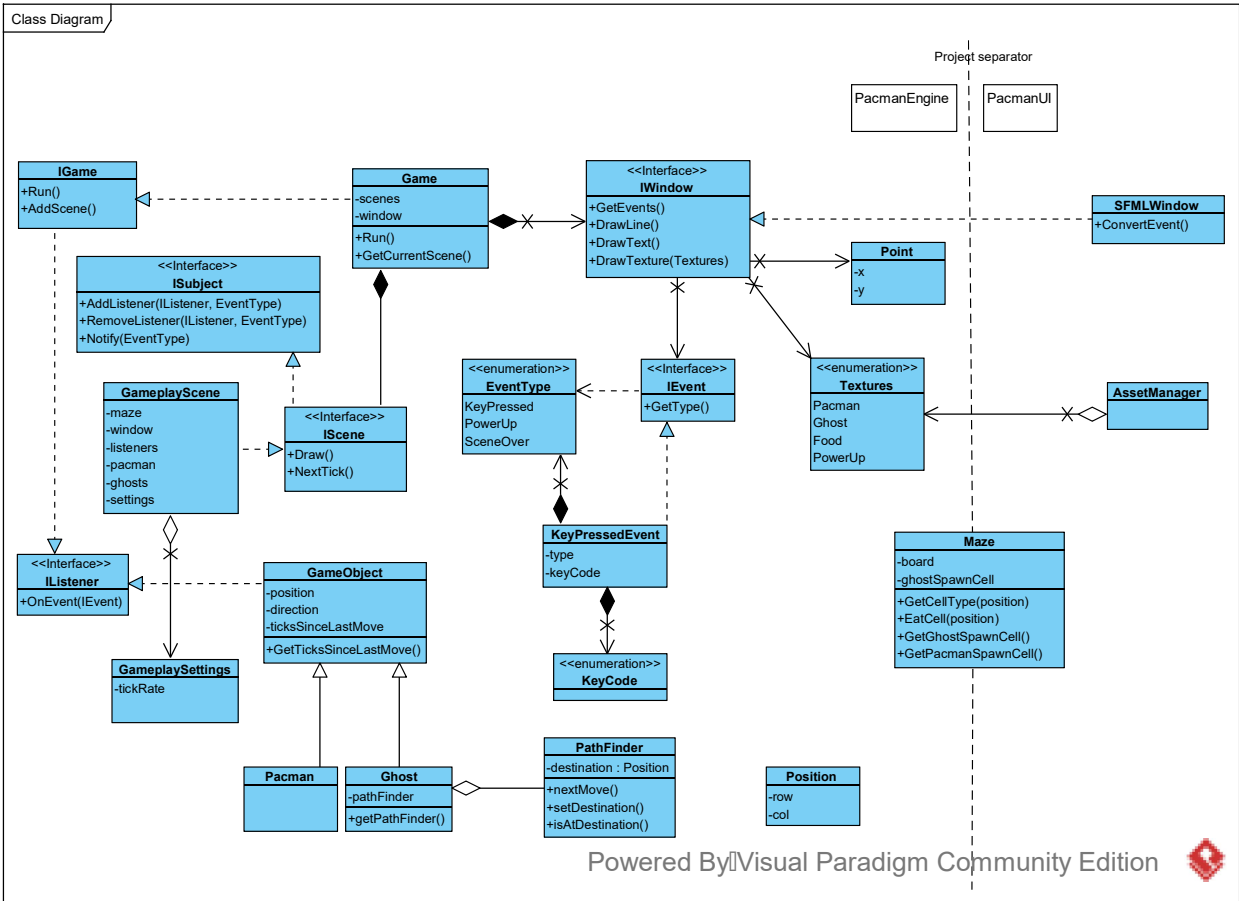 Class Diagram
Project separator
PacmanEngine
PacmanUI
IGame
+Run()
+AddScene()
Game
-scenes
-window
+Run()
+GetCurrentScene()
<<Interface>>
IWindow
+GetEvents()
+DrawLine()
+DrawText()
+DrawTexture(Textures)
SFMLWindow
+ConvertEvent()
<<Interface>>
ISubject
+AddListener(IListener, EventType)
+RemoveListener(IListener, EventType)
+Notify(EventType)
Point
-x
-y
GameplayScene
-maze
-window
-listeners
-pacman
-ghosts
-settings
<<Interface>>
IScene
+Draw()
+NextTick()
<<enumeration>>
EventType
KeyPressed
PowerUp
SceneOver
<<Interface>>
IEvent
+GetType()
<<enumeration>>
Textures
Pacman
Ghost
Food
PowerUp
AssetManager
<<Interface>>
IListener
+OnEvent(IEvent)
GameObject
-position
-direction
-ticksSinceLastMove
+GetTicksSinceLastMove()
KeyPressedEvent
-type
-keyCode
Maze
-board
-ghostSpawnCell
+GetCellType(position)
+EatCell(position)
+GetGhostSpawnCell()
+GetPacmanSpawnCell()
GameplaySettings
-tickRate
<<enumeration>>
KeyCode
Pacman
Ghost
-pathFinder
+getPathFinder()
PathFinder
-destination : Position
+nextMove()
+setDestination()
+isAtDestination()
Position
-row
-col
Powered By▯Visual Paradigm Community Edition